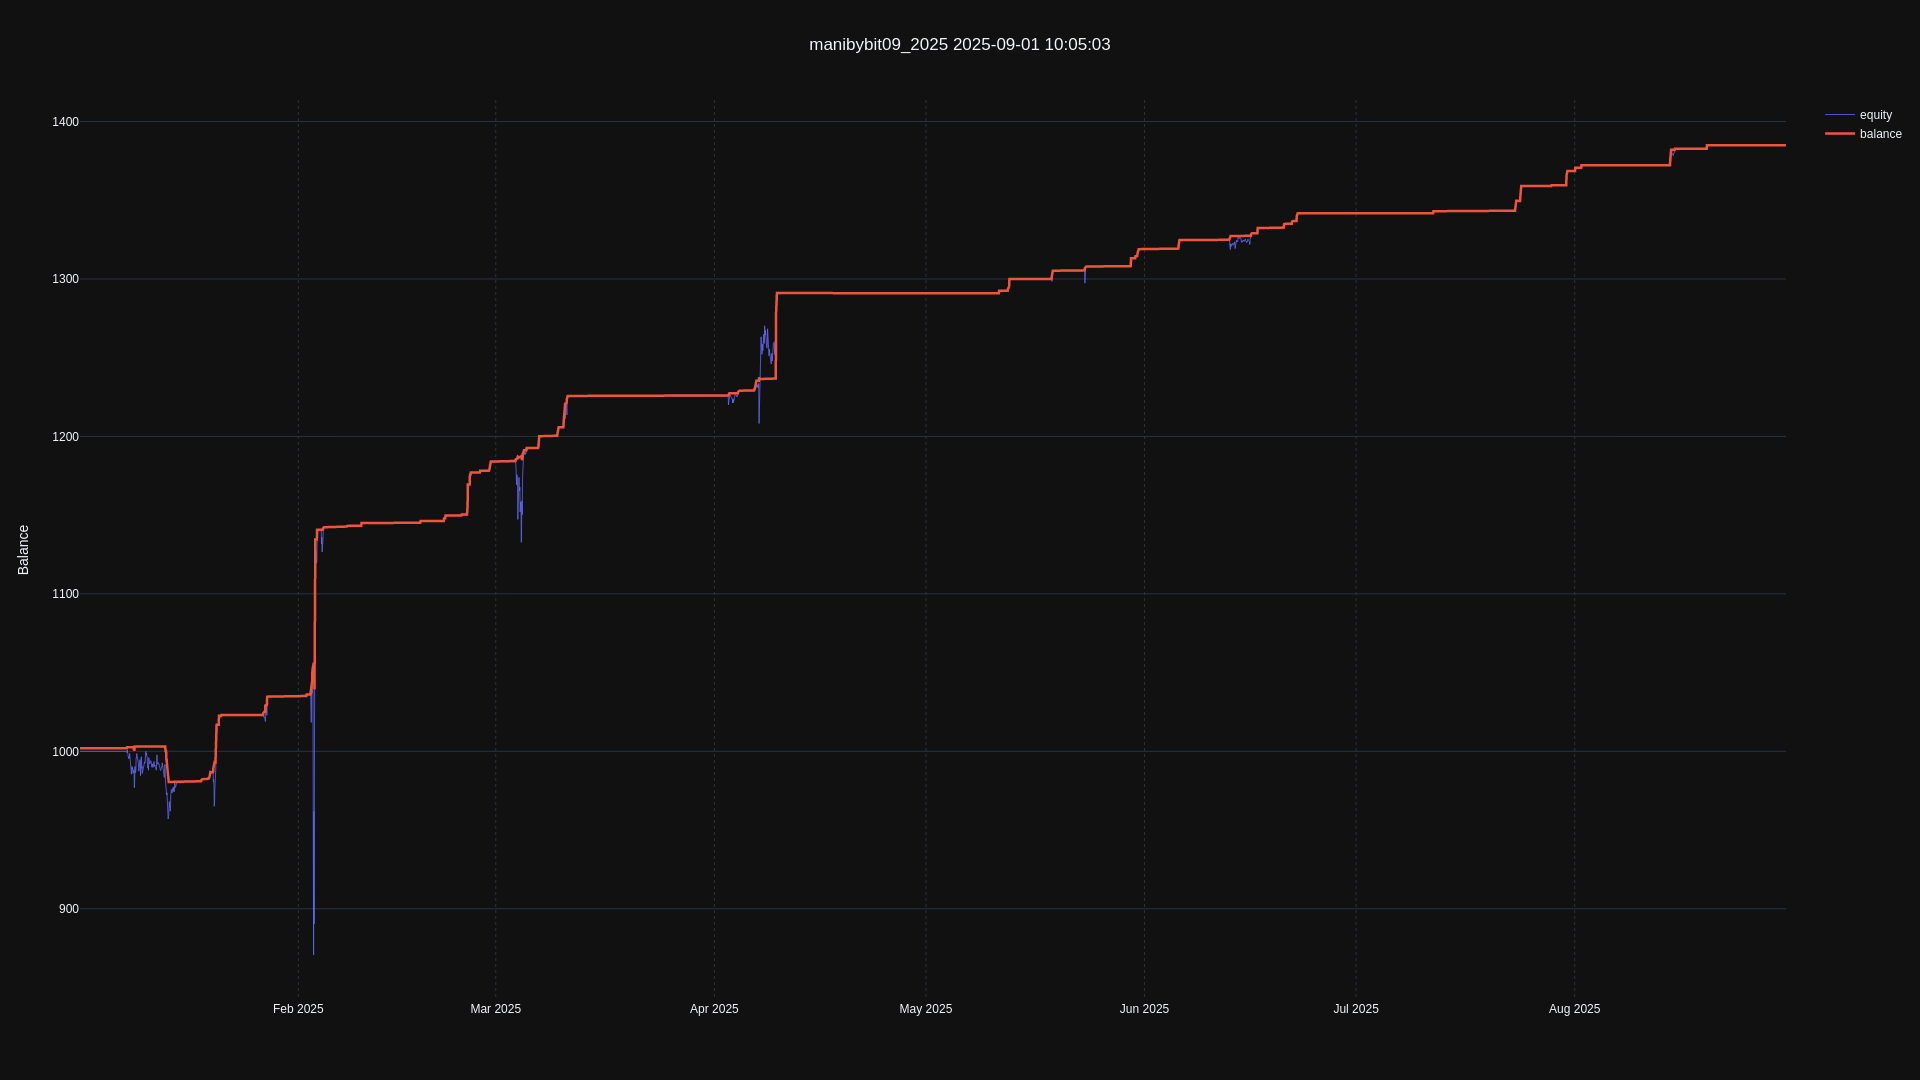 manibybit09_2025 2025-09-01 10:05:03
equity
balance
1400
1300
1200
1100
1000
900
Balance
Feb 2025
Mar 2025
Apr 2025
May 2025
Jun 2025
Jul 2025
Aug 2025